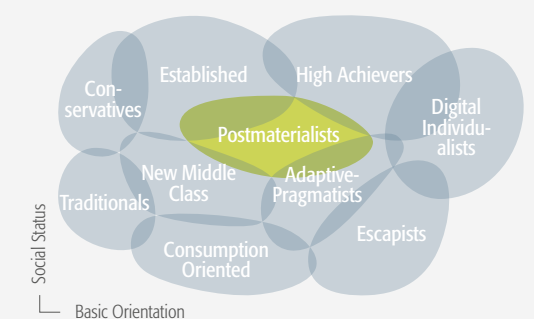 Established
High Achievers
Con-
servatives
Digital
Individu-
alists
Postmaterialists
New Middle
Class
Adaptive-
Pragmatists
Traditionals
Escapists
Consumption
Oriented
Social Status
Basic Orientation